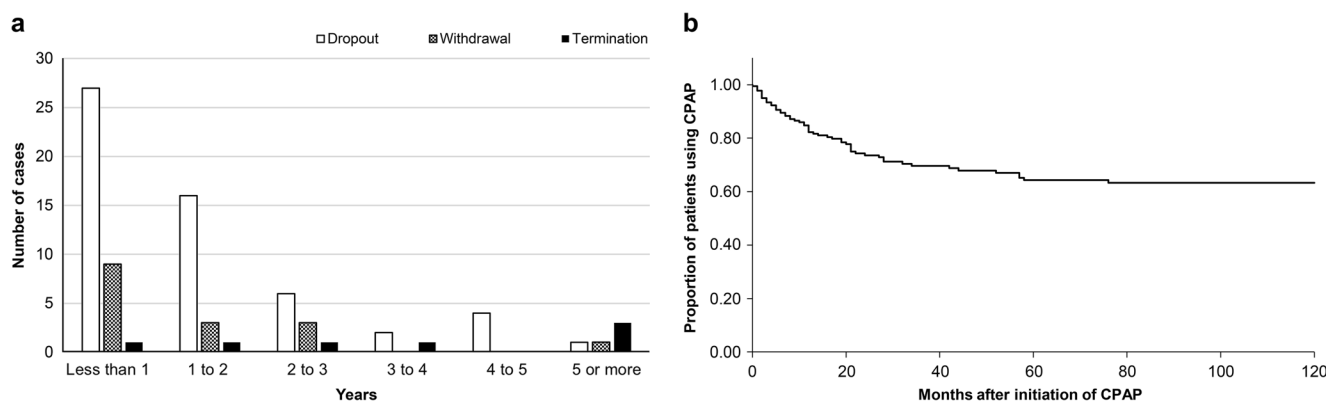 a
Dropout Withdrawal Termination
30
25
20
15
10
5
0
Number of cases
Less than 1 1 to 2 2 to 3 3 to 4 4 to 5 5 or more
Years
b
1.00
0.80
0.60
0.40
0.20
0.00
Proportion of patients using CPAP
0 20 40 60 80 100 120
Months after initiation of CPAP